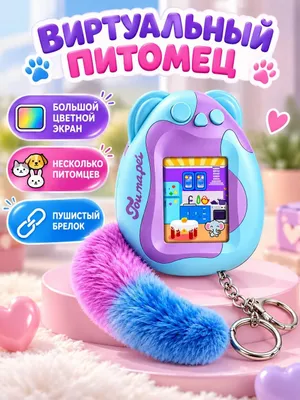 ВИРТУАЛЬНЫЙ
ПИТОМЕЦ
БОЛЬШОЙ
ЦВЕТНОЙ
ЭКРАН
НЕСКОЛЬКО
ПИТОМЦЕВ
ПУШИСТЫЙ
БРЕЛОК